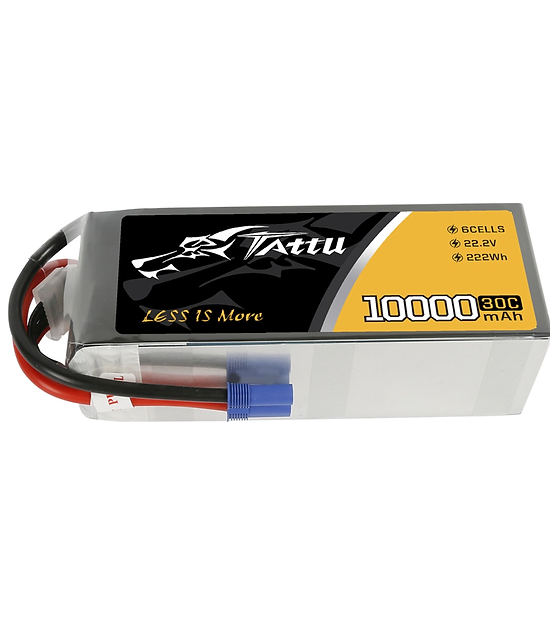 TATTU
LESS IS More
6CELLS
22.2V
222Wh
10000 30C
mAh